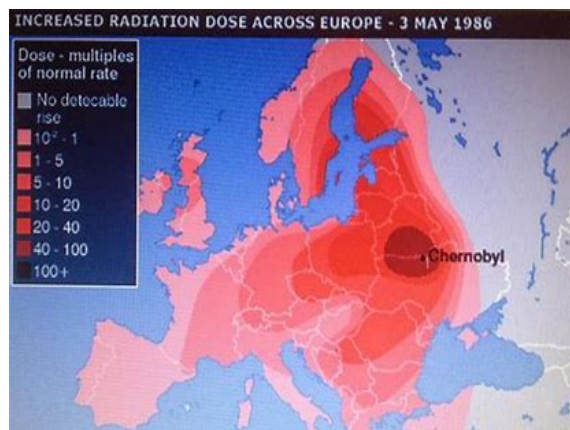 INCREASED RADIATION DOSE ACROSS EUROPE - 3 MAY 1986
Dose - multiples
of normal rate
No detecable
rise
10⁻² - 1
1 - 5
5 - 10
10 - 20
20 - 40
40 - 100
100+
Chernobyl